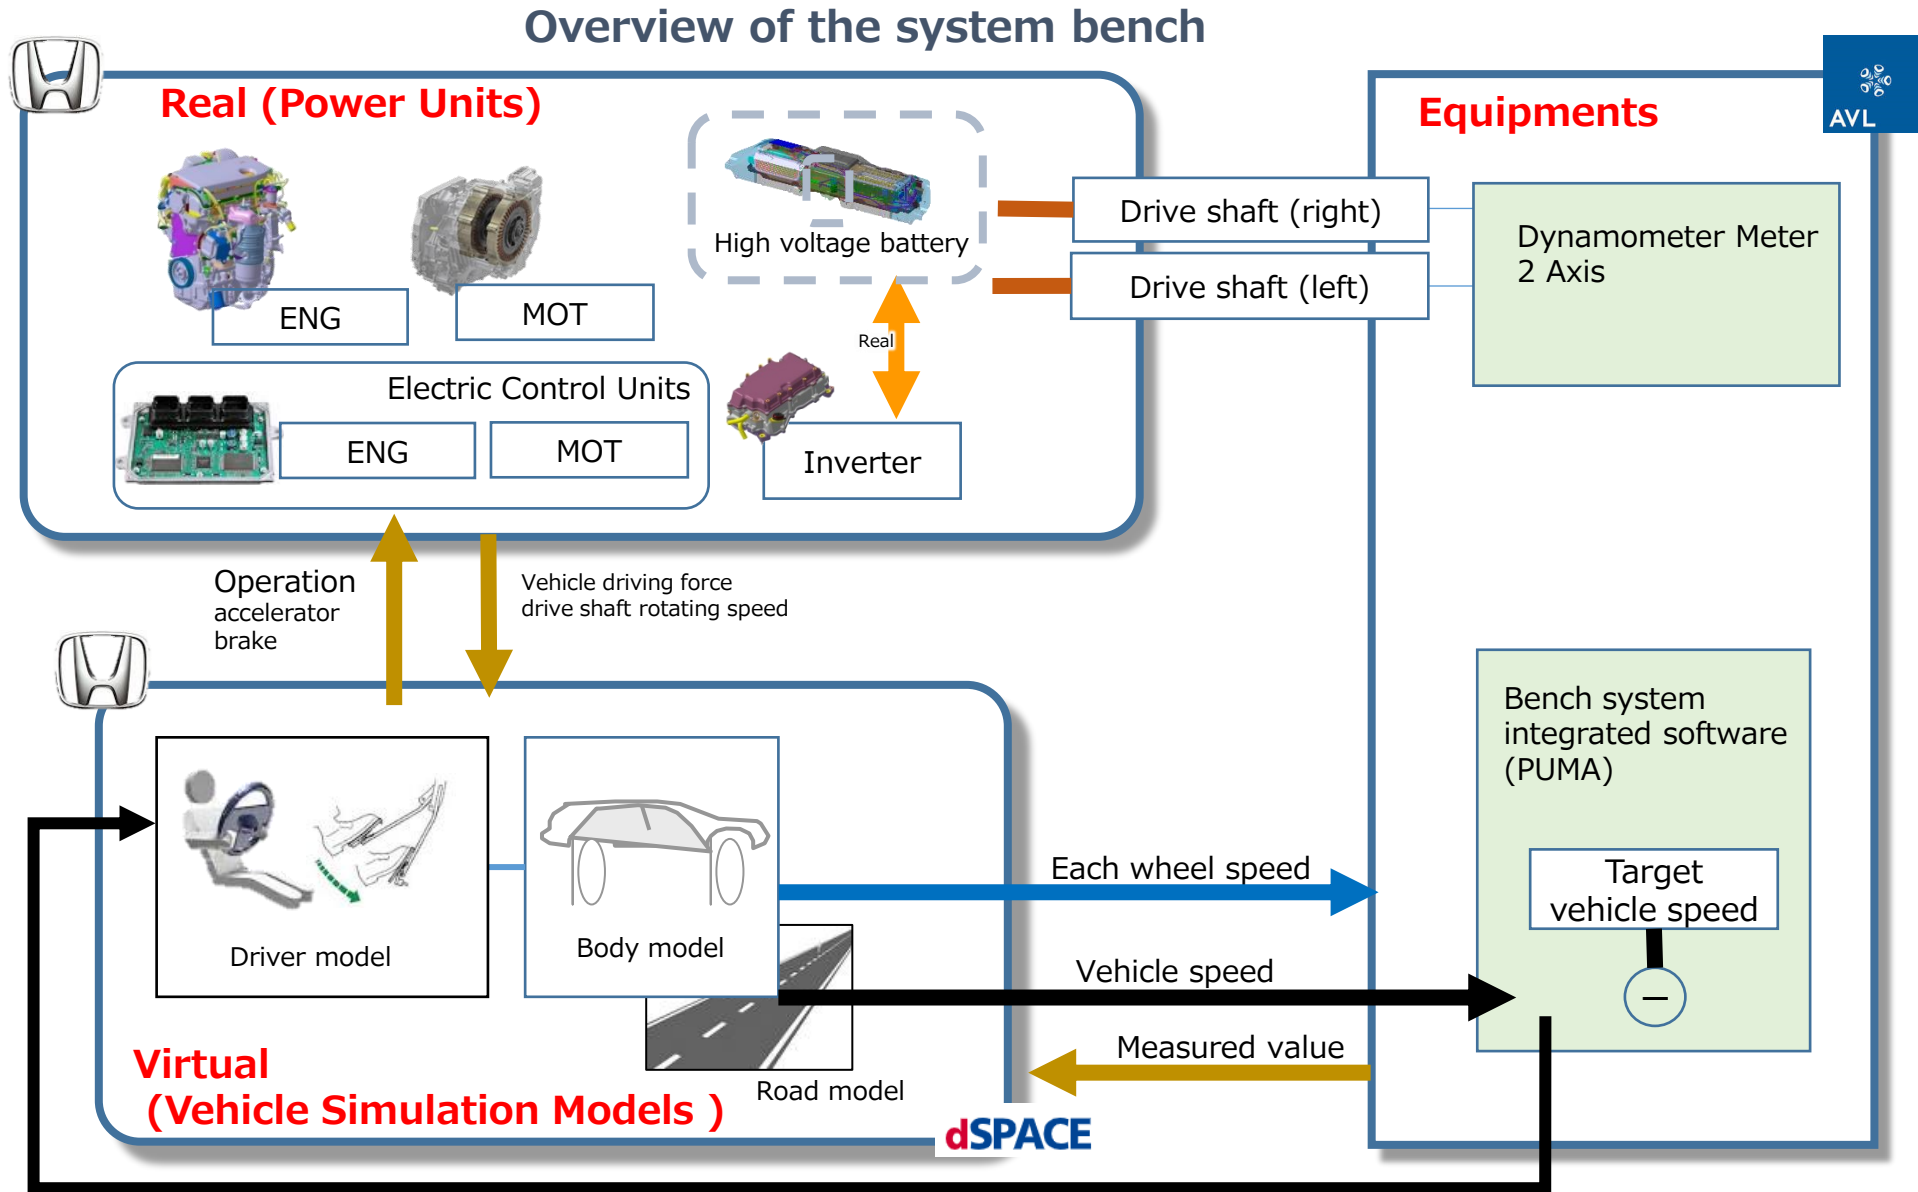 Overview of the system bench
Real (Power Units)
ENG
MOT
High voltage battery
Real
Electric Control Units
ENG
MOT
Inverter
Drive shaft (right)
Drive shaft (left)
Equipments
AVL
Dynamometer Meter
2 Axis
Operation
accelerator
brake
Vehicle driving force
drive shaft rotating speed
Driver model
Body model
Road model
Virtual
(Vehicle Simulation Models )
dSPACE
Each wheel speed
Vehicle speed
Measured value
Bench system
integrated software
(PUMA)
Target
vehicle speed
−